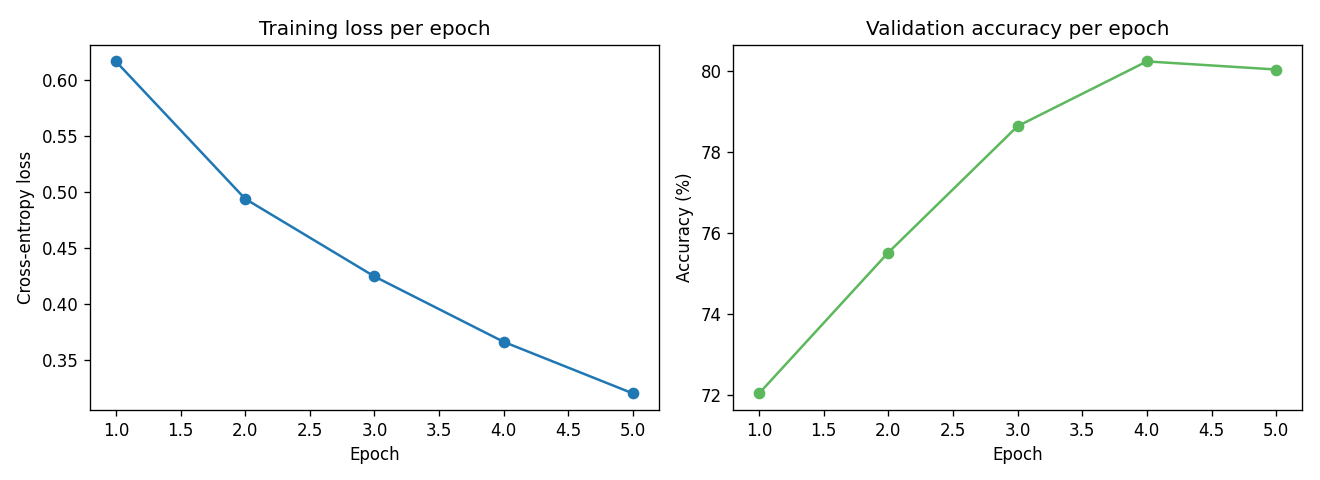 Training loss per epoch
Cross-entropy loss
0.60
0.55
0.50
0.45
0.40
0.35
1.0 1.5 2.0 2.5 3.0 3.5 4.0 4.5 5.0
Epoch
Validation accuracy per epoch
Accuracy (%)
80
78
76
74
72
1.0 1.5 2.0 2.5 3.0 3.5 4.0 4.5 5.0
Epoch